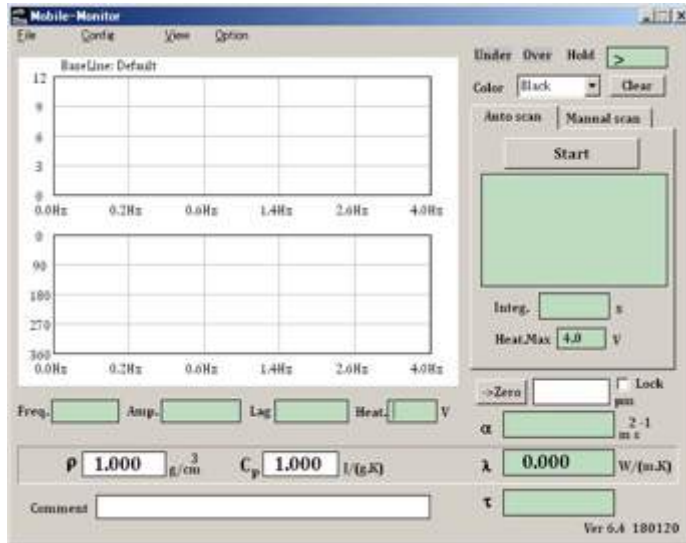 Mobile-Monitor
File Config View Option
BaseLine: Default
12
9
6
3
0
0.0Hz 0.2Hz 0.6Hz 1.4Hz 2.6Hz 4.0Hz
0
90
180
270
360
0.0Hz 0.2Hz 0.6Hz 1.4Hz 2.6Hz 4.0Hz
Freq. Amp. Lag Heat. V
ρ 1.000 g/cm3 Cp 1.000 J/(g.K)
Comment
Under Over Hold >
Color Black Clear
Auto scan Mannal scan
Start
Integ. s
Heat.Max 4.0 V
->Zero Lock
μm
α m2s-1
λ 0.000 W/(m.K)
τ
Ver 6.4 180120